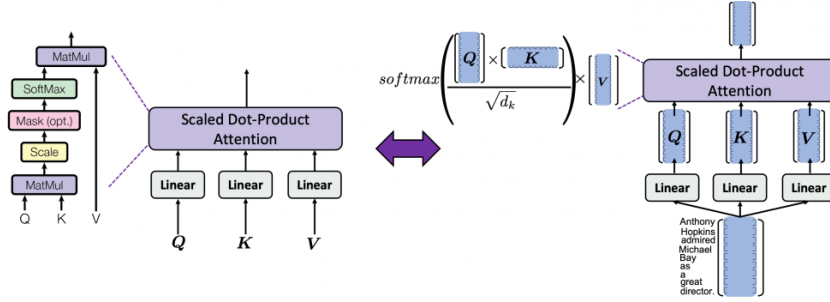 MatMul
SoftMax
Mask (opt.)
Scale
MatMul
Q K V
Scaled Dot-Product
Attention
Linear Linear Linear
Q K V
softmax
Q × K
√d_k
× V
Scaled Dot-Product
Attention
Q K V
Linear Linear Linear
Anthony
Hopkins
admired
Michael
Bay
as
a
great
director.